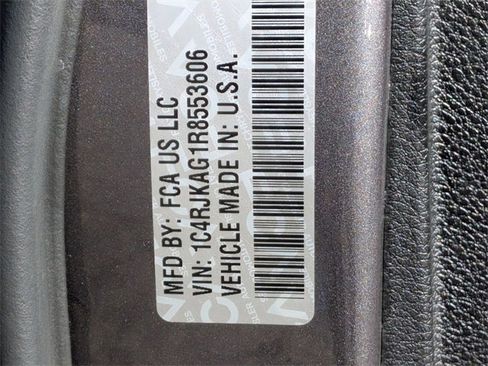 MFD BY: FCA US LLC
VIN: 1C4RJKAG1R8553606
VEHICLE MADE IN: U.S.A.